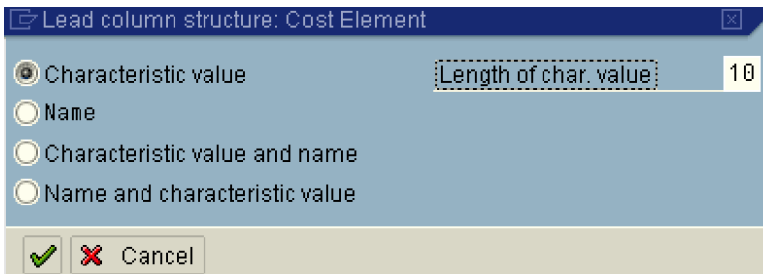 Lead column structure: Cost Element
Characteristic value Length of char. value 10
Name
Characteristic value and name
Name and characteristic value
Cancel